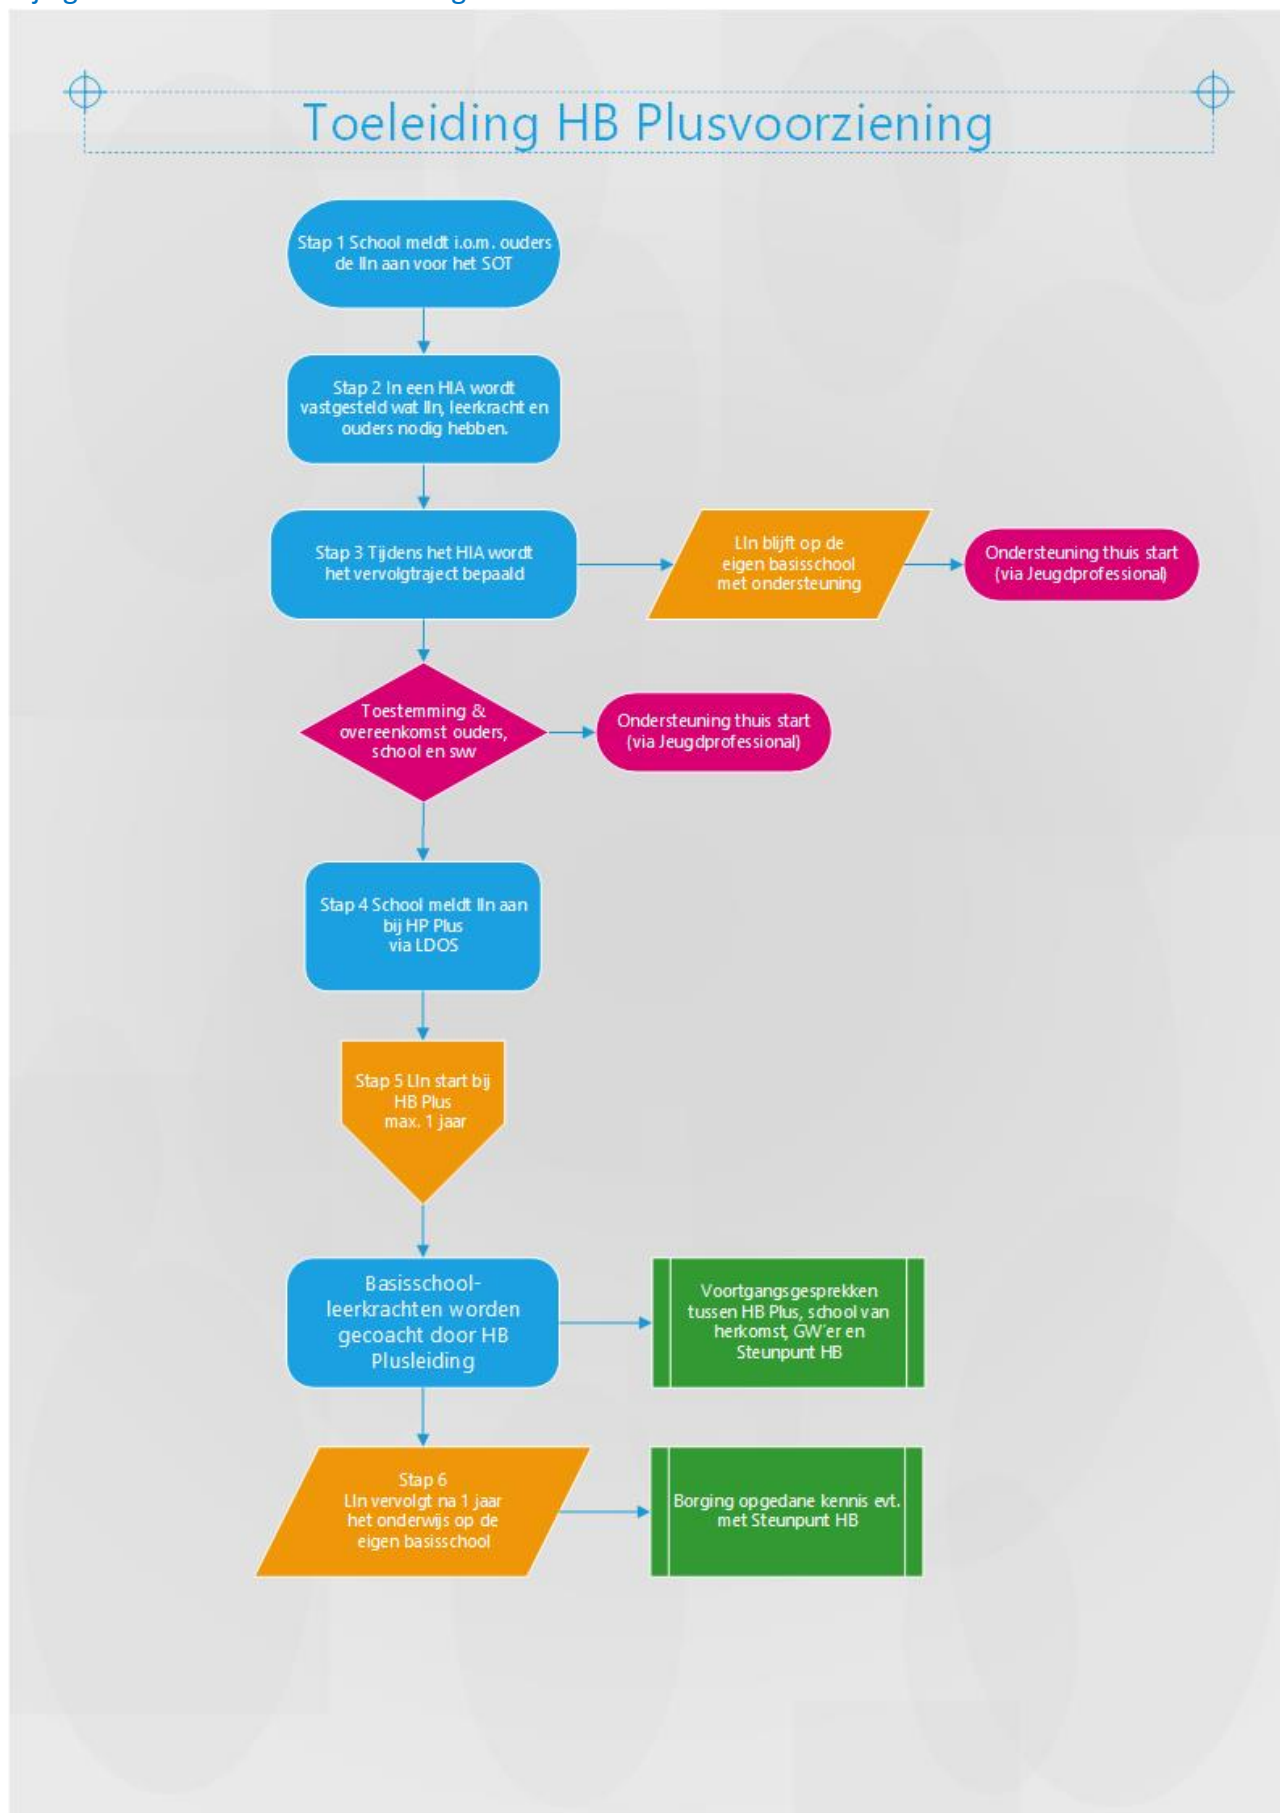 Toeleiding HB Plusvoorziening
Stap 1 School meldt i.o.m. ouders
de lln aan voor het SOT
Stap 2 In een HIA wordt
vastgesteld wat lln, leerkracht en
ouders nodig hebben.
Stap 3 Tijdens het HIA wordt
het vervolgtraject bepaald
Lln blijft op de
eigen basisschool
met ondersteuning
Ondersteuning thuis start
(via Jeugdprofessional)
Toestemming &
overeenkomst ouders,
school en swv
Ondersteuning thuis start
(via Jeugdprofessional)
Stap 4 School meldt lln aan
bij HP Plus
via LDOS
Stap 5 Lln start bij
HB Plus
max. 1 jaar
Basisschool-
leerkrachten worden
gecoacht door HB
Plusleiding
Voortgangsgesprekken
tussen HB Plus, school van
herkomst, GW'er en
Steunpunt HB
Stap 6
Lln vervolgt na 1 jaar
het onderwijs op de
eigen basisschool
Borging opgedane kennis evt.
met Steunpunt HB